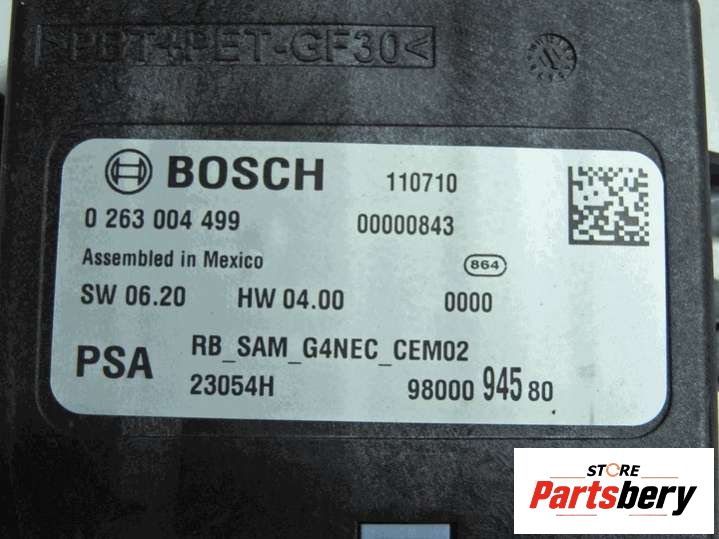 >PBT+PET-GF30<
BOSCH 110710
0 263 004 499 00000843
Assembled in Mexico 864
SW 06.20 HW 04.00 0000
PSA RB_SAM_G4NEC_CEM02
23054H 98000 945 80
STORE
Partsbery